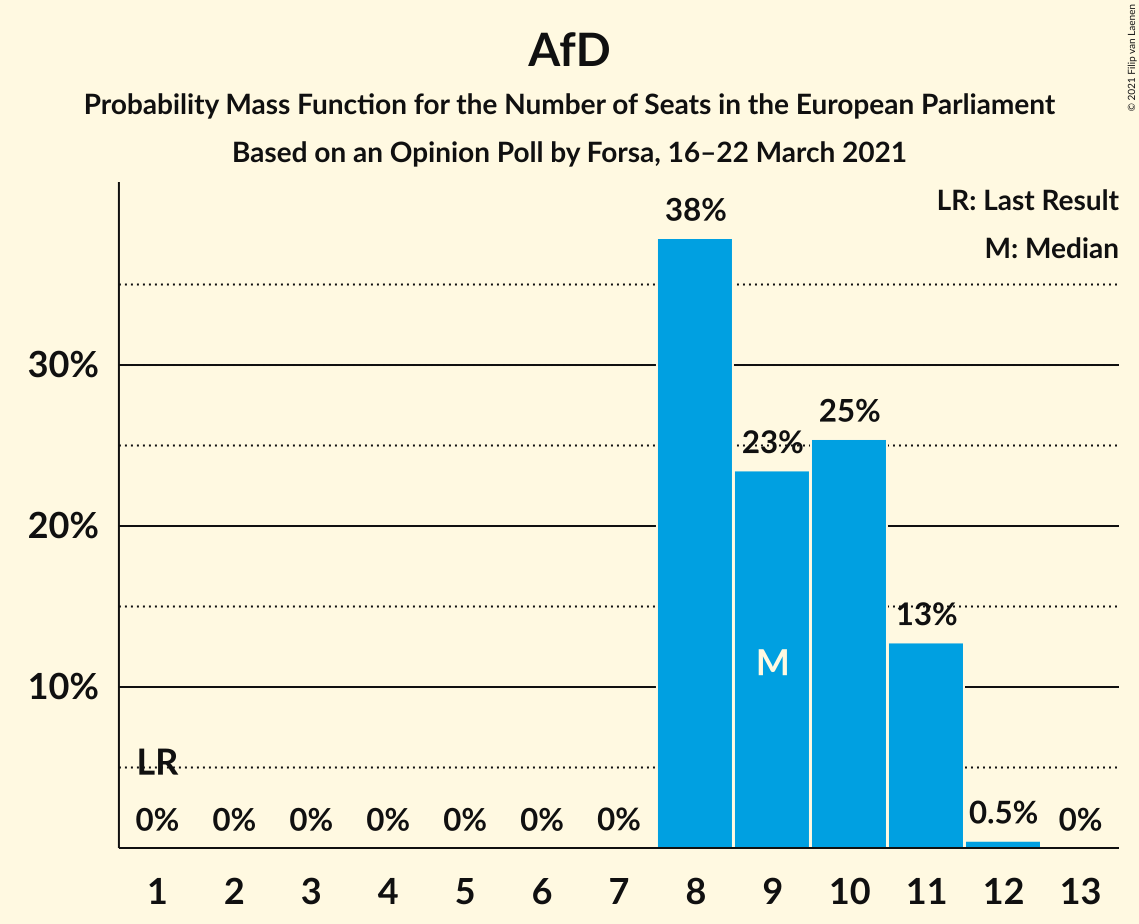 AfD
Probability Mass Function for the Number of Seats in the European Parliament
Based on an Opinion Poll by Forsa, 16–22 March 2021
© 2021 Filip van Laenen
LR: Last Result
M: Median
38%
30%
25%
23%
20%
13%
M
10%
LR
0% 0% 0% 0% 0% 0% 0% 0.5% 0%
1 2 3 4 5 6 7 8 9 10 11 12 13